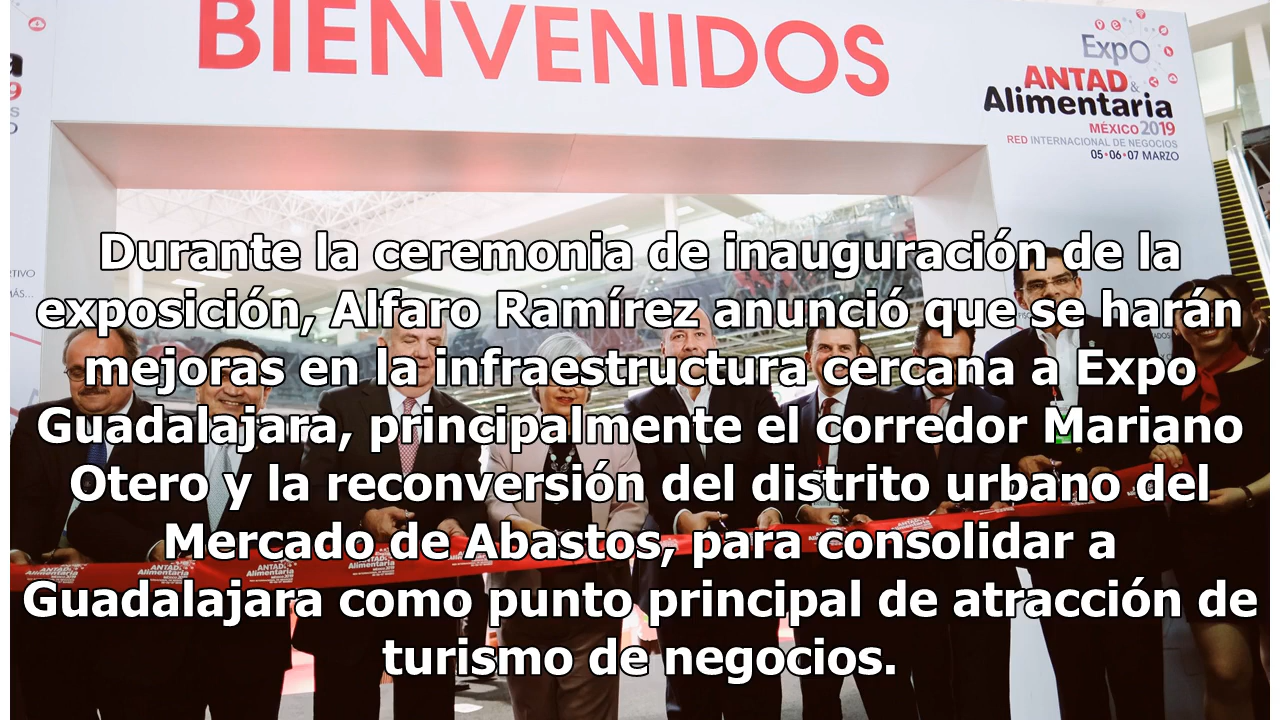 BIENVENIDOS
Expo
ANTAD &
Alimentaria
MÉXICO 2019
RED INTERNACIONAL DE NEGOCIOS
05•06•07 MARZO
Durante la ceremonia de inauguración de la
exposición, Alfaro Ramírez anunció que se harán
mejoras en la infraestructura cercana a Expo
Guadalajara, principalmente el corredor Mariano
Otero y la reconversión del distrito urbano del
Mercado de Abastos, para consolidar a
Guadalajara como punto principal de atracción de
turismo de negocios.
ANTAD &
Alimentaria